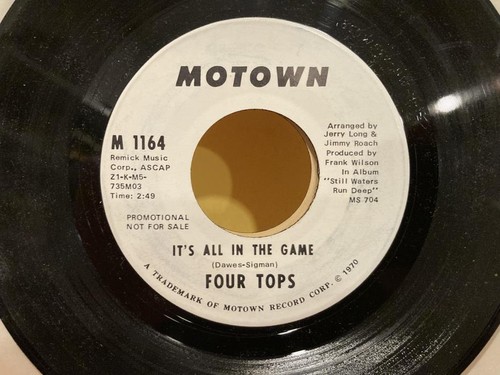 MOTOWN
M 1164
Remick Music
Corp., ASCAP
Z1-K-M5-
735M03
Time: 2:49
PROMOTIONAL
NOT FOR SALE
Arranged by
Jerry Long &
Jimmy Roach
Produced by
Frank Wilson
In Album
"Still Waters
Run Deep"
MS 704
IT'S ALL IN THE GAME
(Dawes-Sigman)
FOUR TOPS
A TRADEMARK OF MOTOWN RECORD CORP. © 1970